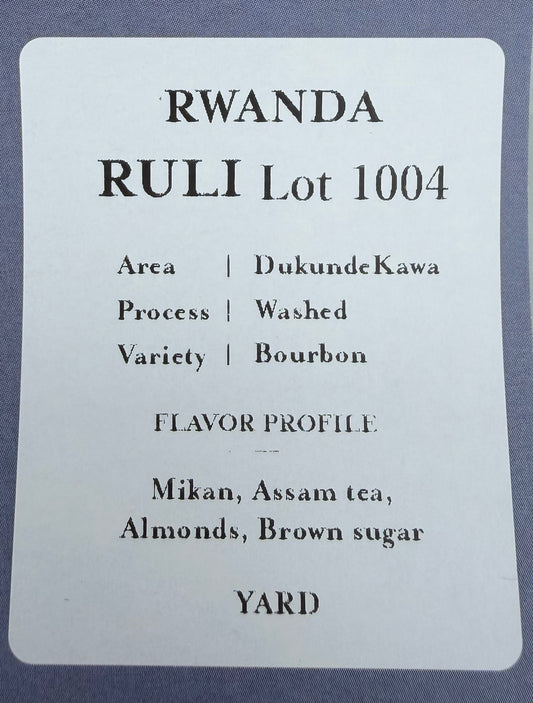 RWANDA
RULI Lot 1004
Area | DukundeKawa
Process | Washed
Variety | Bourbon
FLAVOR PROFILE
Mikan, Assam tea,
Almonds, Brown sugar
YARD